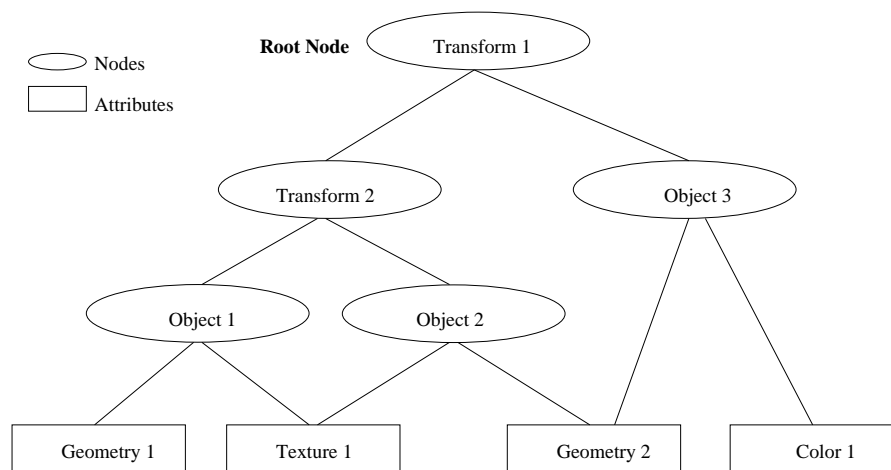 Root Node
Transform 1
Nodes
Attributes
Transform 2
Object 3
Object 1
Object 2
Geometry 1
Texture 1
Geometry 2
Color 1